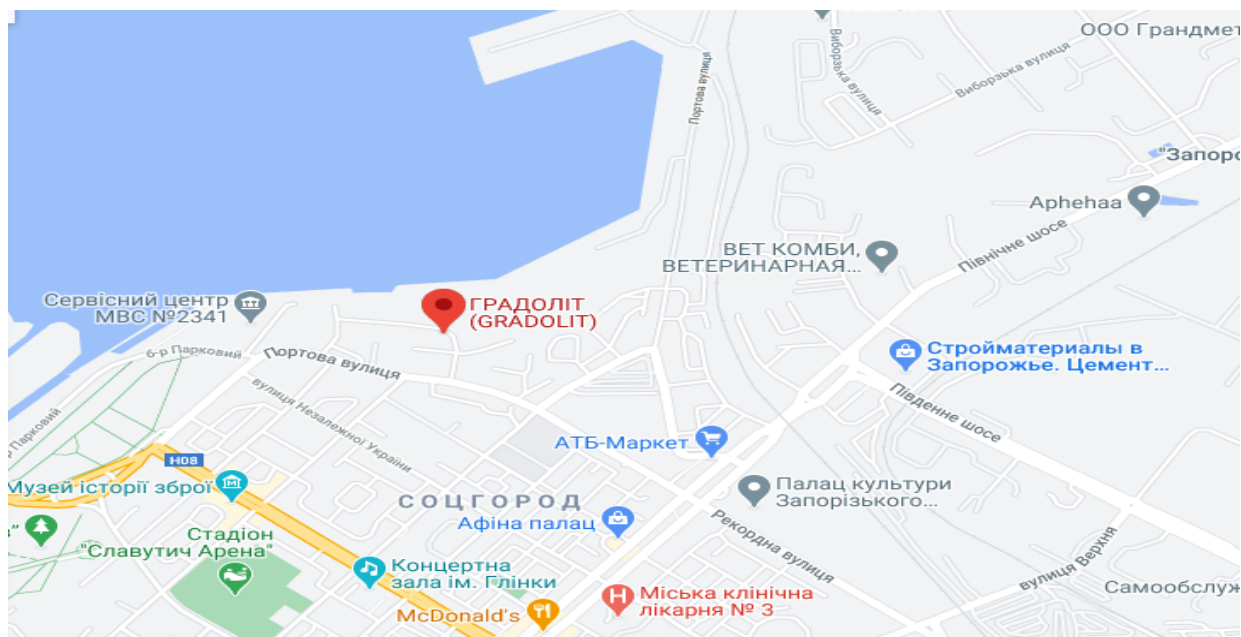 ООО Грандмет
Виборзька вулиця
Виборзька вулиця
Портова вулиця
"Запоро
Aphehaa
Північне шосе
ВЕТ КОМБИ,
ВЕТЕРИНАРНАЯ...
Сервісний центр
МВС №2341
ГРАДОЛІТ
(GRADOLIT)
б-р Парковий
Портова вулиця
Стройматериалы в
Запорожье. Цемент...
вулиця Незалежної України
Південне шосе
р Парковий
АТБ-Маркет
Н08
Музей історії зброї
СОЦГОРОД
Палац культури
Запорізького...
Афіна палац
Рекордна вулиця
в"
Стадіон
"Славутич Арена"
Концертна
зала ім. Глінки
вулиця Верхня
Самообслуж
Міська клінічна
лікарня № 3
McDonald's